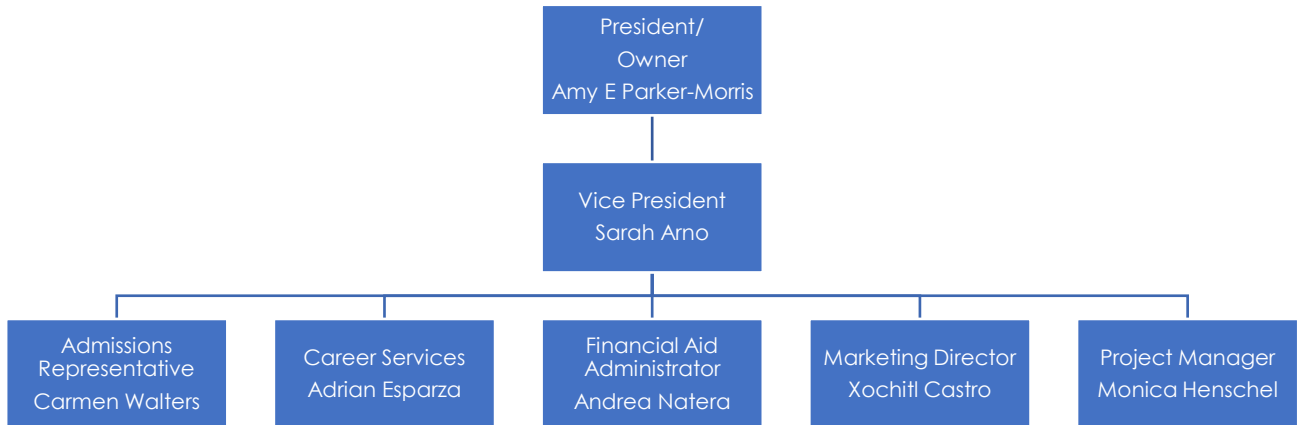 President/
Owner
Amy E Parker-Morris
Vice President
Sarah Arno
Admissions
Representative
Carmen Walters
Career Services
Adrian Esparza
Financial Aid
Administrator
Andrea Natera
Marketing Director
Xochitl Castro
Project Manager
Monica Henschel